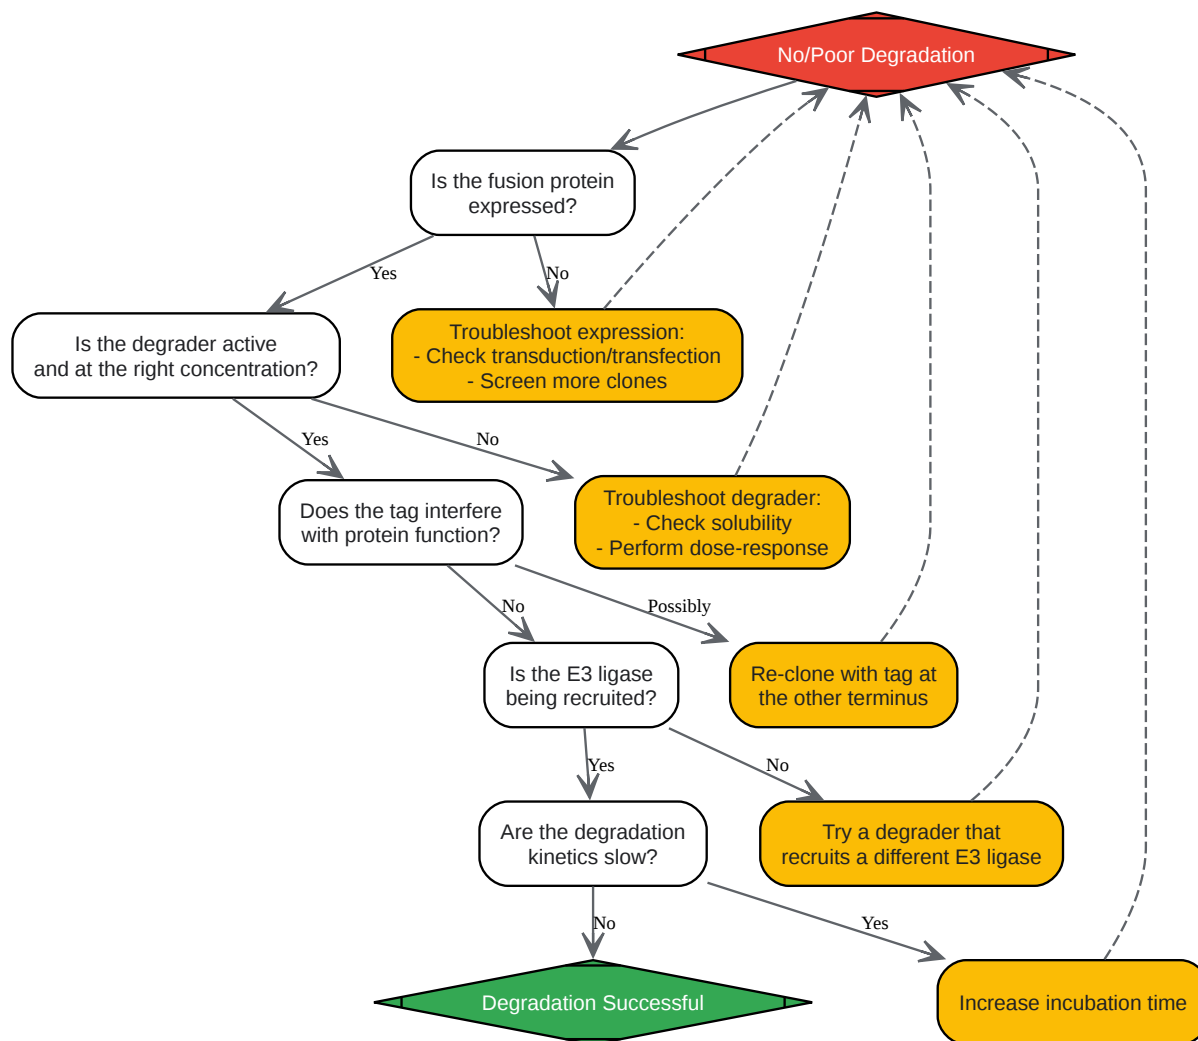 No/Poor Degradation
Is the fusion protein
expressed?
Yes
No
Is the degrader active
and at the right concentration?
Troubleshoot expression:
- Check transduction/transfection
- Screen more clones
Yes
No
Does the tag interfere
with protein function?
Troubleshoot degrader:
- Check solubility
- Perform dose-response
No
Possibly
Is the E3 ligase
being recruited?
Re-clone with tag at
the other terminus
Yes
No
Are the degradation
kinetics slow?
Try a degrader that
recruits a different E3 ligase
No
Yes
Degradation Successful
Increase incubation time